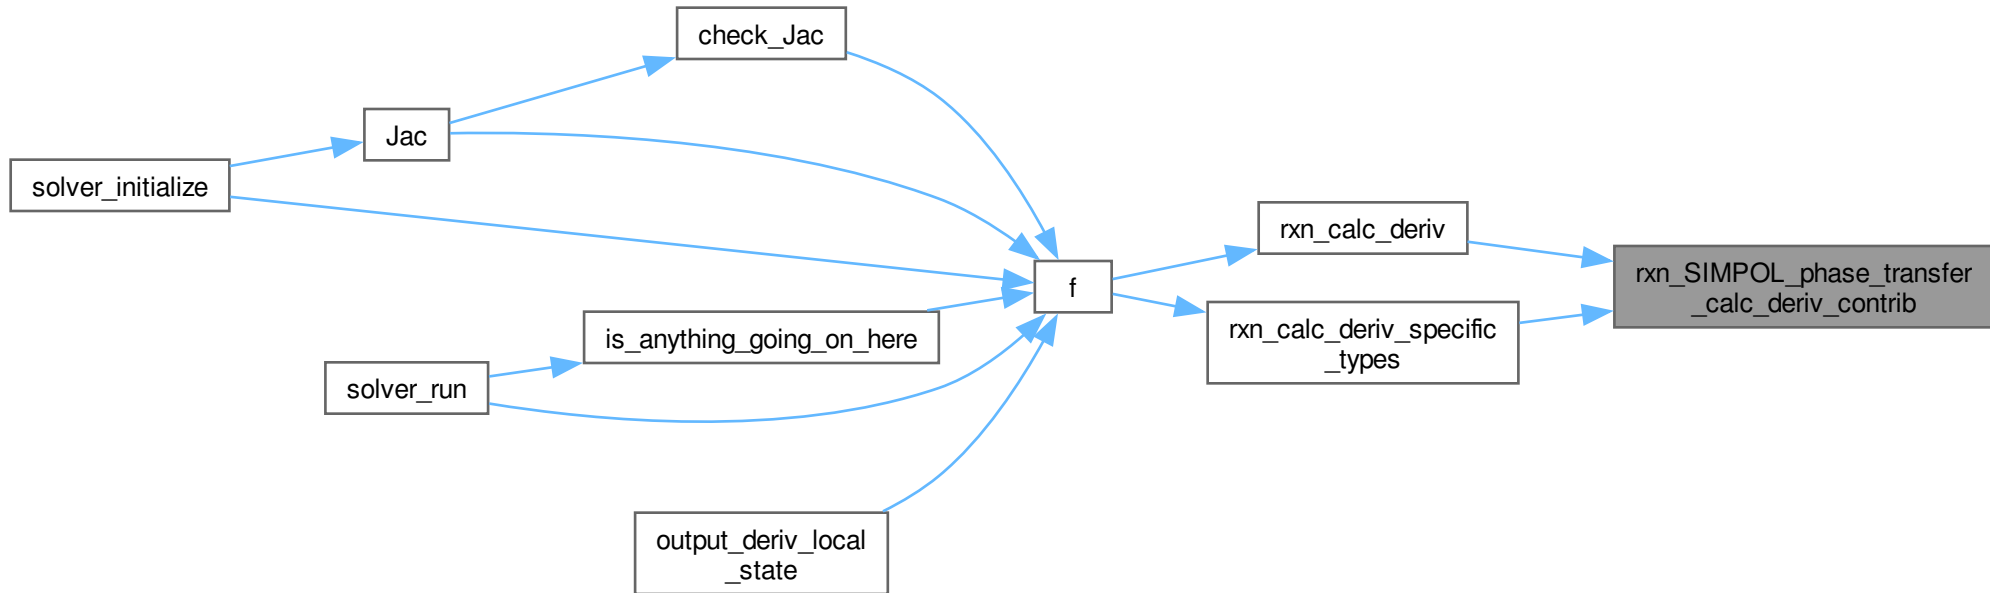 check_Jac
Jac
solver_initialize
rxn_calc_deriv
rxn_SIMPOL_phase_transfer
_calc_deriv_contrib
f
is_anything_going_on_here
rxn_calc_deriv_specific
_types
solver_run
output_deriv_local
_state